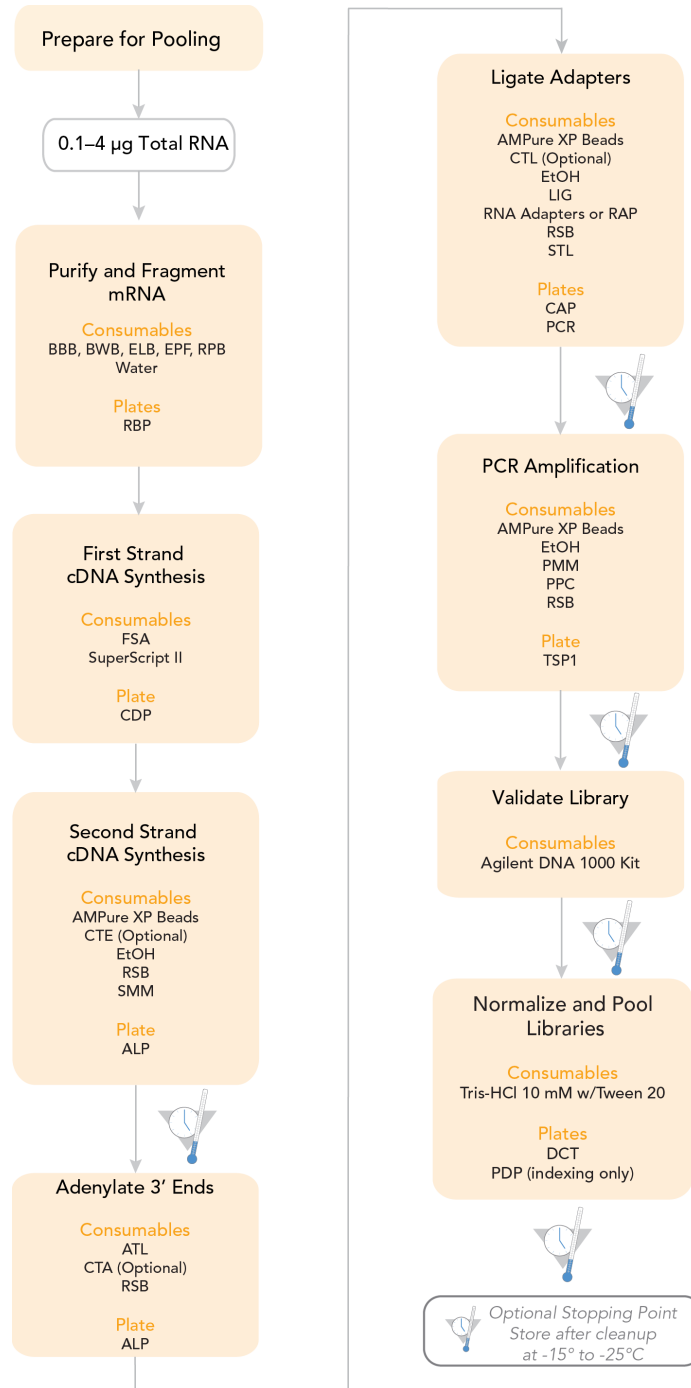 Prepare for Pooling
0.1–4 µg Total RNA
Purify and Fragment
mRNA
Consumables
BBB, BWB, ELB, EPF, RPB
Water
Plates
RBP
First Strand
cDNA Synthesis
Consumables
FSA
SuperScript II
Plate
CDP
Second Strand
cDNA Synthesis
Consumables
AMPure XP Beads
CTE (Optional)
EtOH
RSB
SMM
Plate
ALP
Adenylate 3’ Ends
Consumables
ATL
CTA (Optional)
RSB
Plate
ALP
Ligate Adapters
Consumables
AMPure XP Beads
CTL (Optional)
EtOH
LIG
RNA Adapters or RAP
RSB
STL
Plates
CAP
PCR
PCR Amplification
Consumables
AMPure XP Beads
EtOH
PMM
PPC
RSB
Plate
TSP1
Validate Library
Consumables
Agilent DNA 1000 Kit
Normalize and Pool
Libraries
Consumables
Tris-HCl 10 mM w/Tween 20
Plates
DCT
PDP (indexing only)
Optional Stopping Point
Store after cleanup
at -15° to -25°C